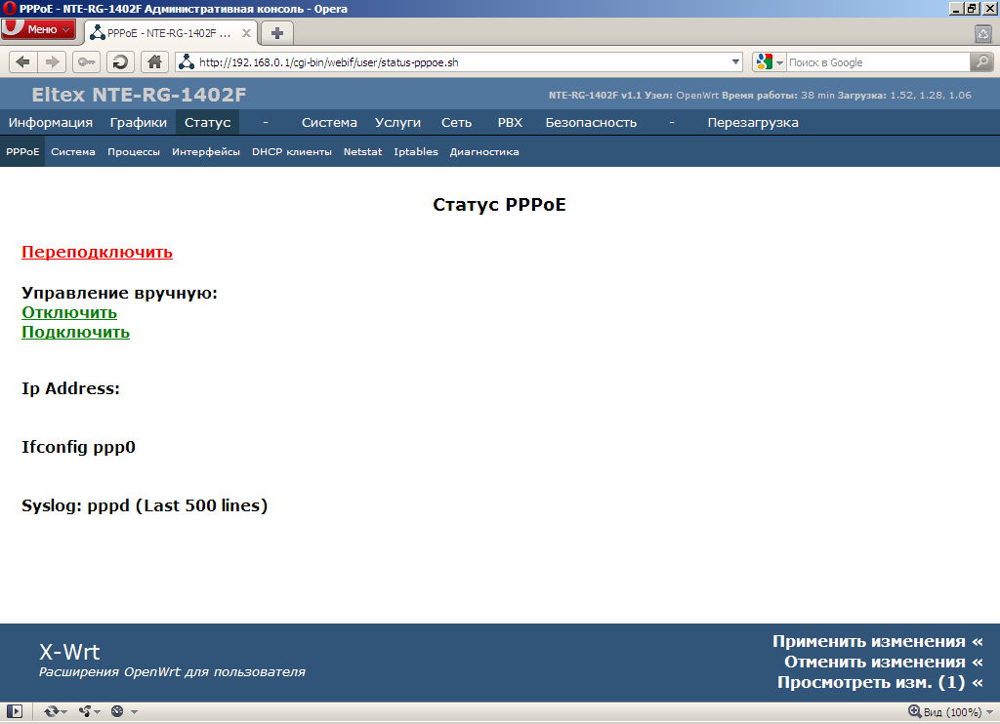 PPPoE - NTE-RG-1402F Административная консоль - Opera
Меню
PPPoE - NTE-RG-1402F ...
http://192.168.0.1/cgi-bin/webif/user/status-pppoe.sh
Поиск в Google
Eltex NTE-RG-1402F
NTE-RG-1402F v1.1 Узел: OpenWrt Время работы: 38 min Загрузка: 1.52, 1.28, 1.06
Информация Графики Статус - Система Услуги Сеть PBX Безопасность - Перезагрузка
PPPoE Система Процессы Интерфейсы DHCP клиенты Netstat Iptables Диагностика
Статус PPPoE
Переподключить
Управление вручную:
Отключить
Подключить
Ip Address:
Ifconfig ppp0
Syslog: pppd (Last 500 lines)
X-Wrt
Расширения OpenWrt для пользователя
Применить изменения «
Отменить изменения «
Просмотреть изм. (1) «
Вид (100%)